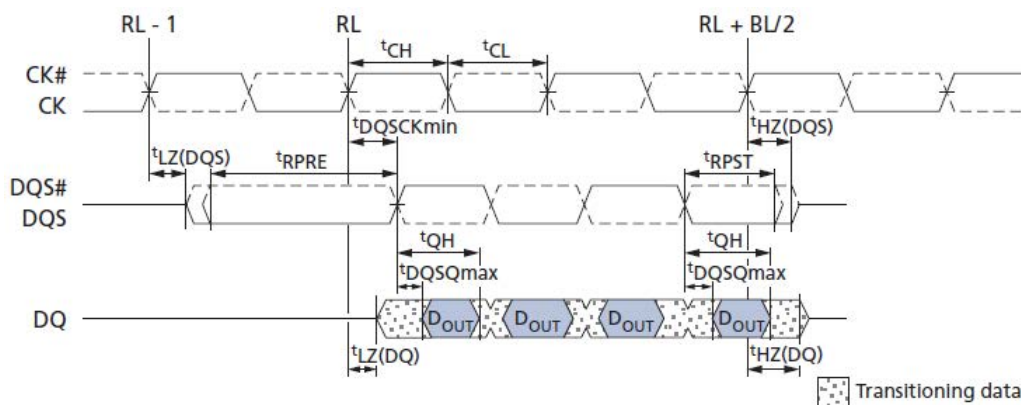 RL - 1 RL RL + BL/2
tCH tCL
CK#
CK
tDQSCKmin tHZ(DQS)
tLZ(DQS) tRPRE tRPST
DQS#
DQS
tQH tQH
tDQSQmax tDQSQmax
DQ DOUT DOUT DOUT DOUT
tLZ(DQ) tHZ(DQ)
Transitioning data